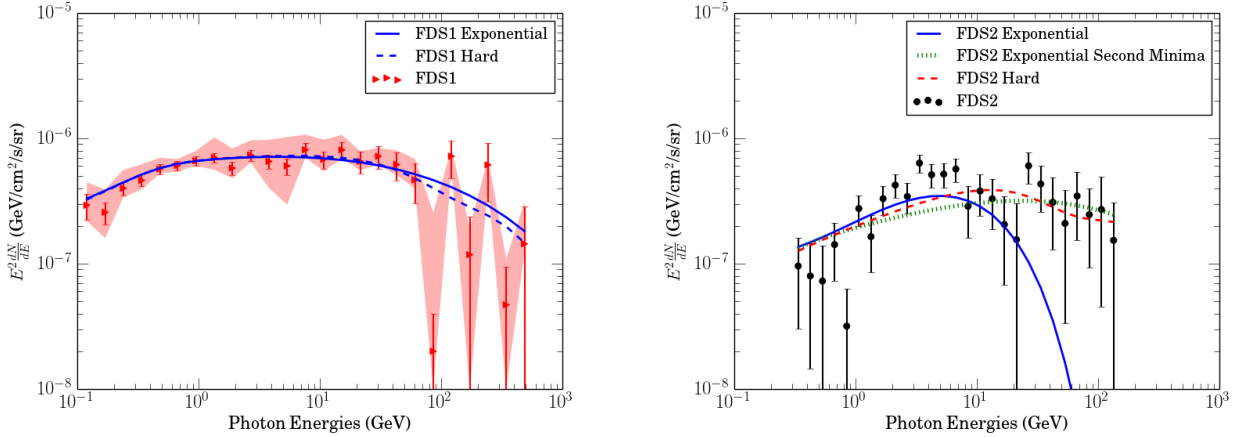 10^{-5}
10^{-6}
10^{-7}
10^{-8}
E^2 \frac{dN}{dE} (GeV/cm^2/s/sr)
FDS1 Exponential
FDS1 Hard
FDS1
10^{-1} 10^0 10^1 10^2 10^3
Photon Energies (GeV)
10^{-5}
10^{-6}
10^{-7}
10^{-8}
E^2 \frac{dN}{dE} (GeV/cm^2/s/sr)
FDS2 Exponential
FDS2 Exponential Second Minima
FDS2 Hard
FDS2
10^{-1} 10^0 10^1 10^2 10^3
Photon Energies (GeV)